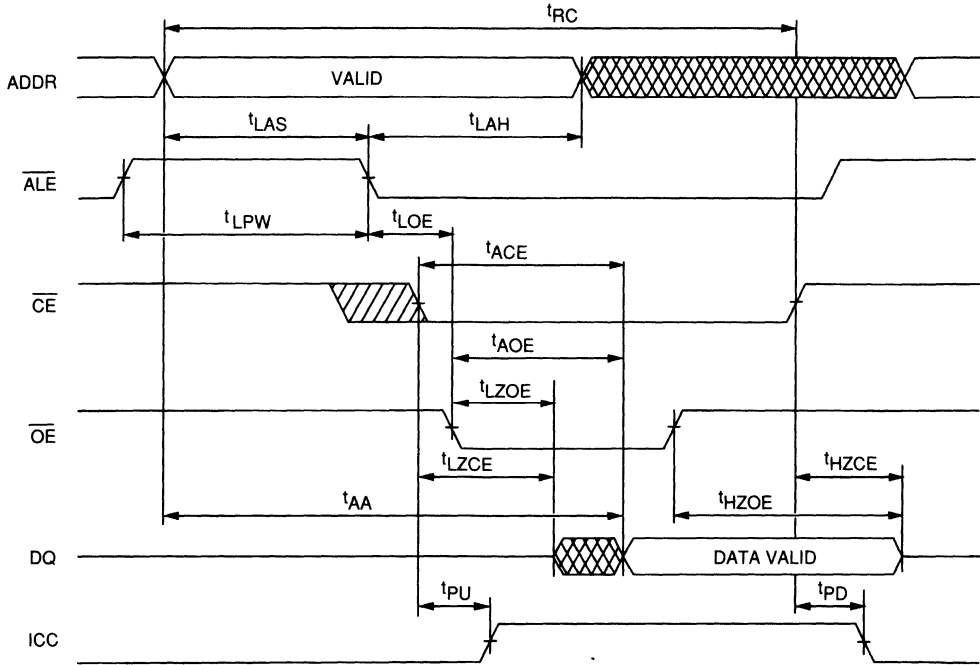 tRC
ADDR
VALID
tLAS
tLAH
ALE
tLPW
tLOE
tACE
CE
tAOE
tLZOE
OE
tLZCE
tHZCE
tAA
tHZOE
DQ
DATA VALID
tPU
tPD
ICC